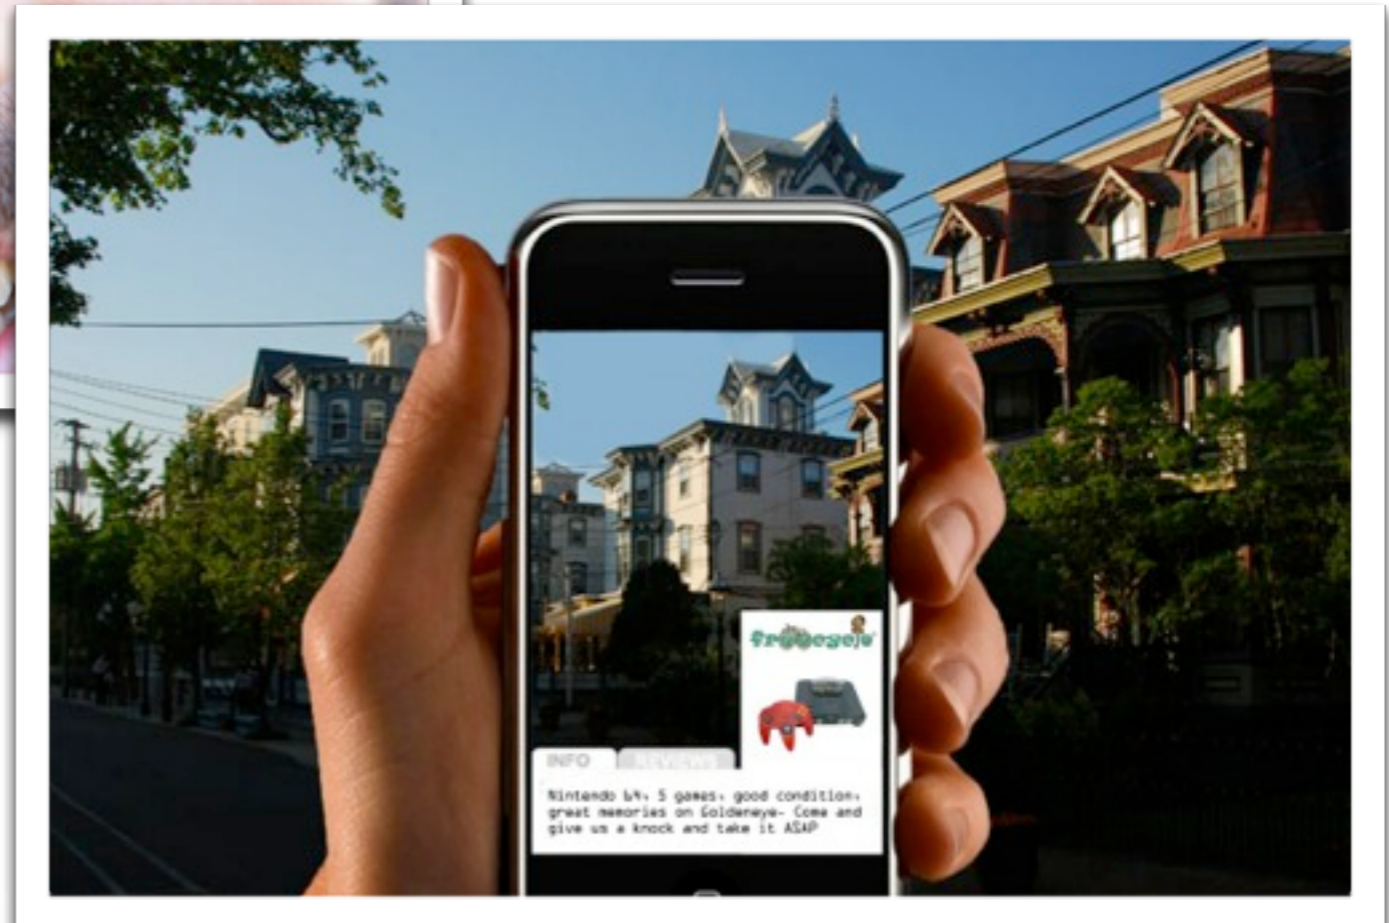 freecycle
INFO
REVIEWS
Nintendo 64, 5 games, good condition,
great memories on Goldeneye. Come and
give us a knock and take it ASAP